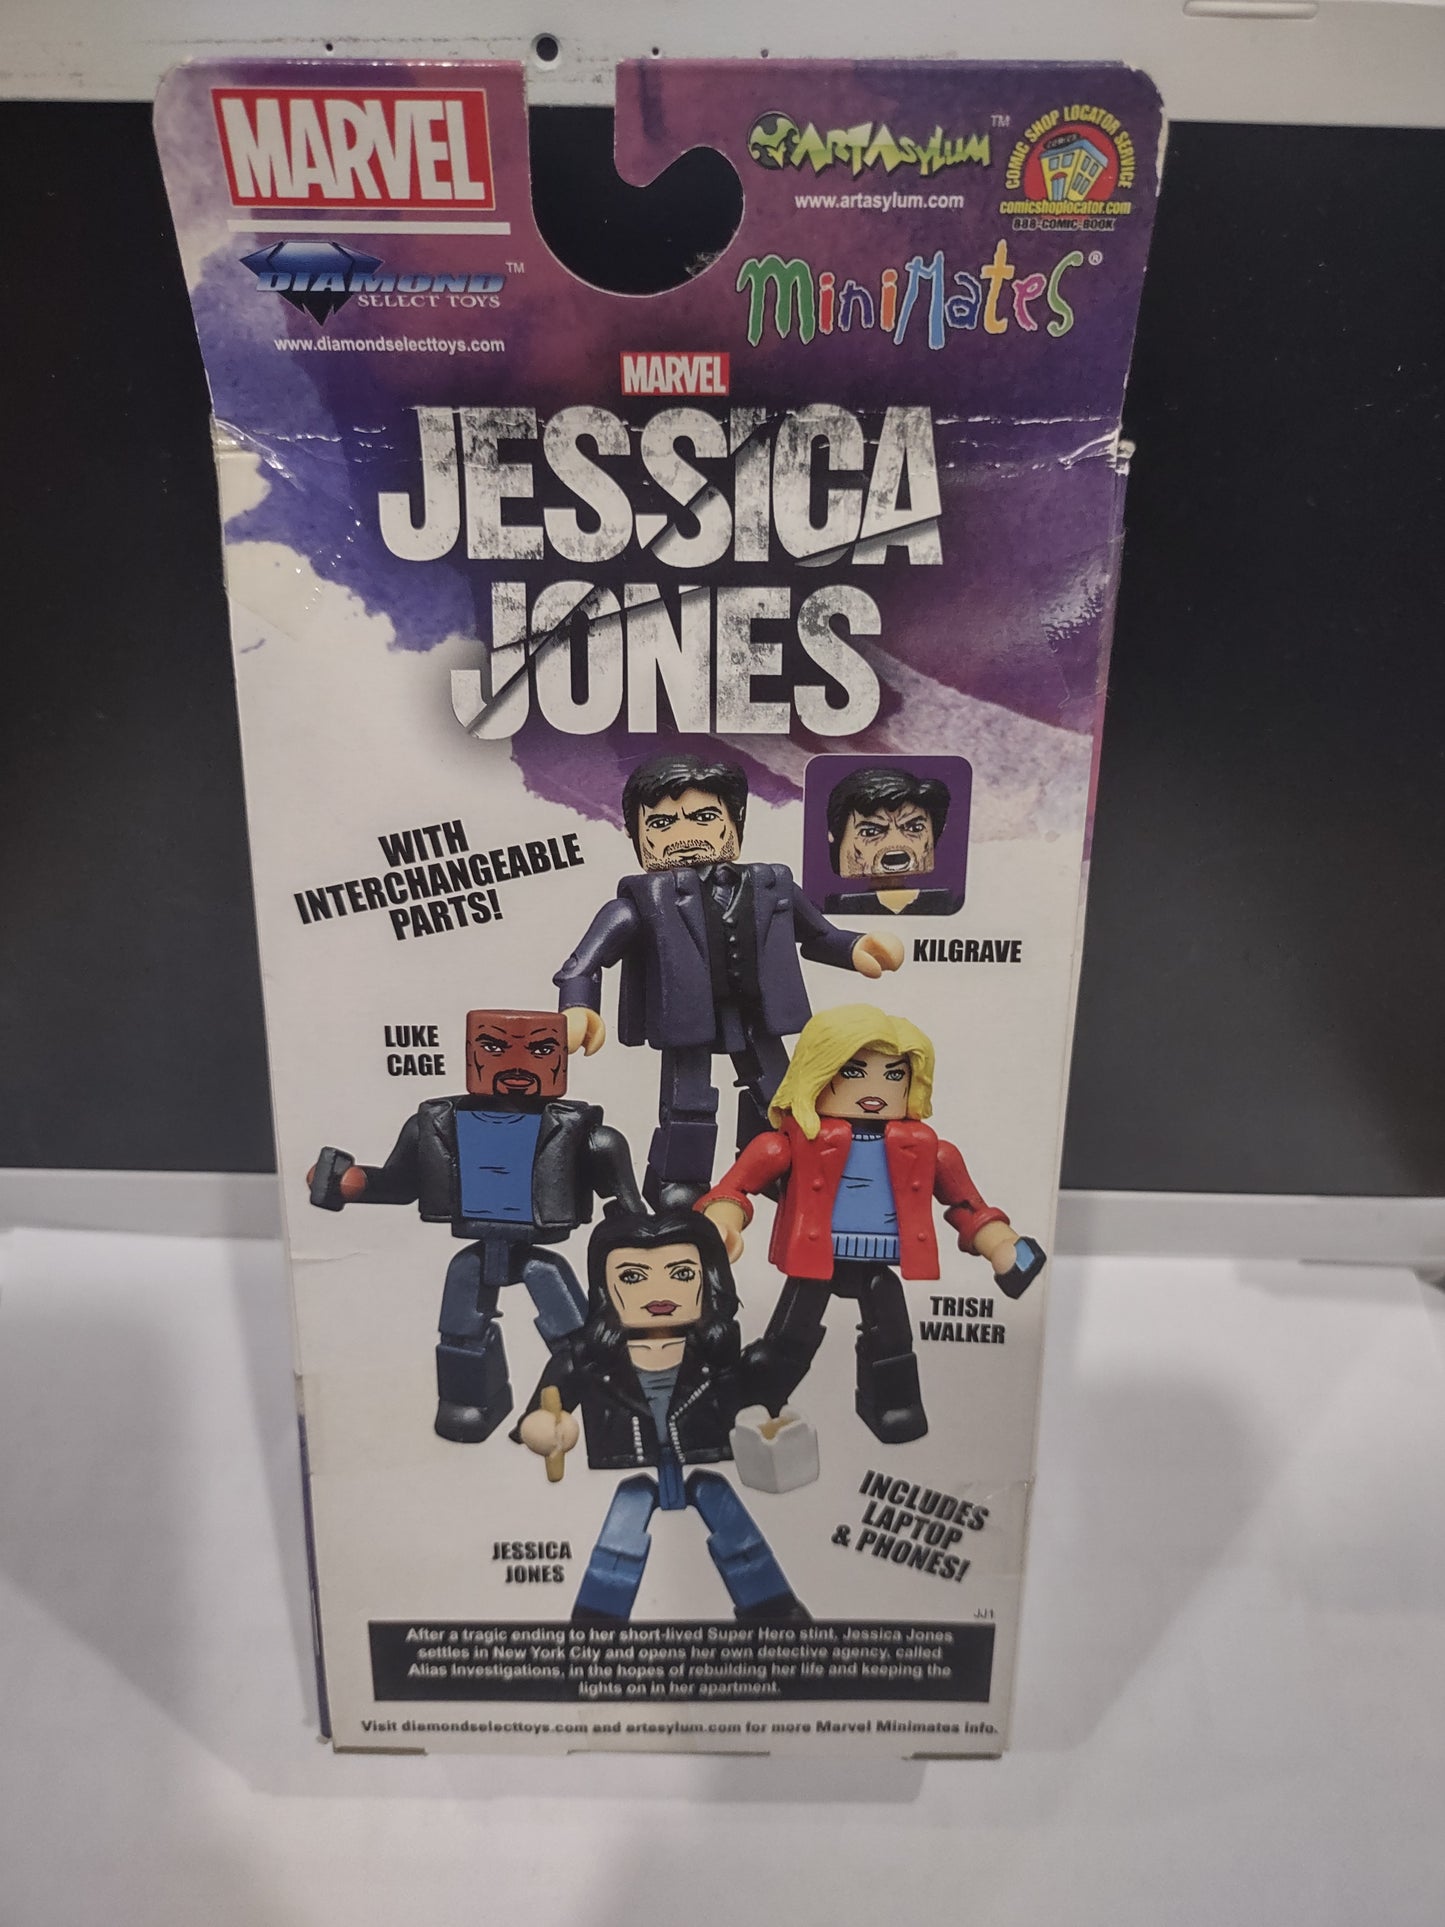 MARVEL
DIAMOND™
SELECT TOYS
www.diamondselecttoys.com
ArtAsylum™
www.artasylum.com
COMIC SHOP LOCATOR SERVICE
COMICS
comicshoplocator.com
888-COMIC-BOOK
MiniMates®
MARVEL
JESSICA
JONES
WITH
INTERCHANGEABLE
PARTS!
KILGRAVE
LUKE
CAGE
TRISH
WALKER
JESSICA
JONES
INCLUDES
LAPTOP
& PHONES!
JJ1
After a tragic ending to her short-lived Super Hero stint, Jessica Jones
settles in New York City and opens her own detective agency, called
Alias Investigations, in the hopes of rebuilding her life and keeping the
lights on in her apartment.
Visit diamondselecttoys.com and artasylum.com for more Marvel Minimates info.